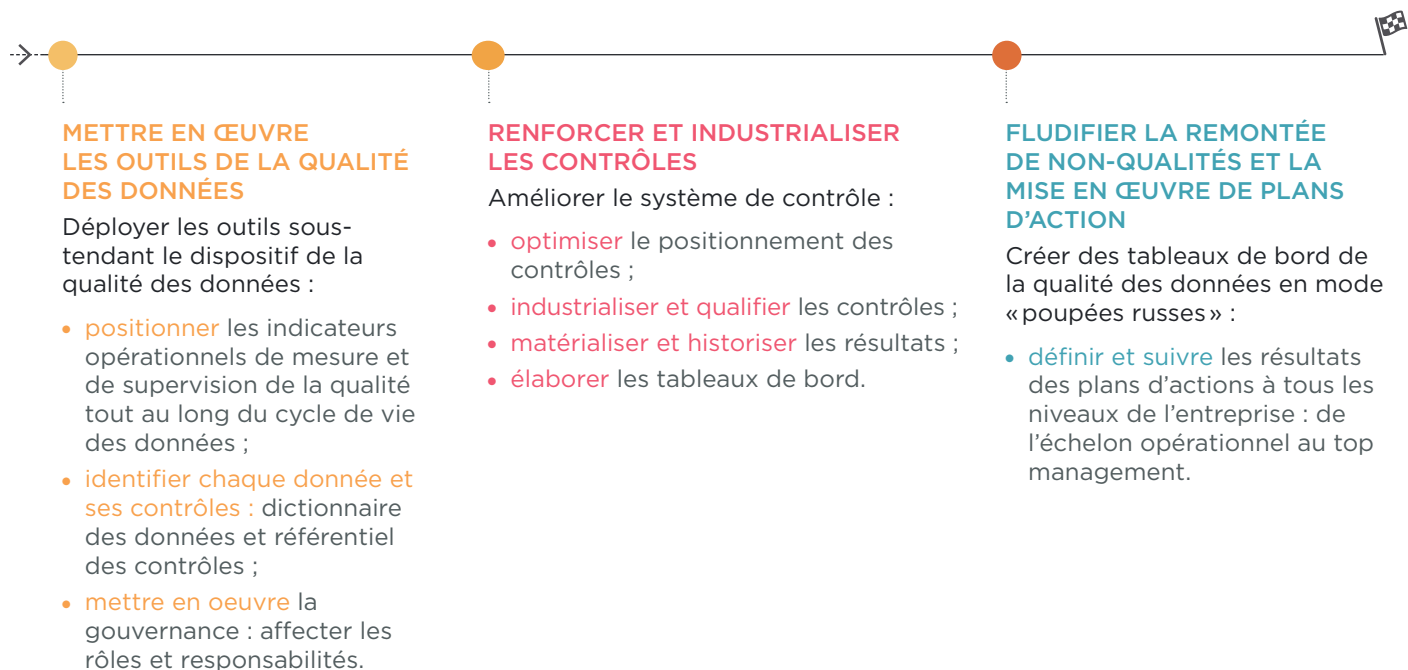 METTRE EN ŒUVRE
LES OUTILS DE LA QUALITÉ
DES DONNÉES
Déployer les outils sous-
tendant le dispositif de la
qualité des données :
• positionner les indicateurs
opérationnels de mesure et
de supervision de la qualité
tout au long du cycle de vie
des données ;
• identifier chaque donnée et
ses contrôles : dictionnaire
des données et référentiel
des contrôles ;
• mettre en oeuvre la
gouvernance : affecter les
rôles et responsabilités.
RENFORCER ET INDUSTRIALISER
LES CONTRÔLES
Améliorer le système de contrôle :
• optimiser le positionnement des
contrôles ;
• industrialiser et qualifier les contrôles ;
• matérialiser et historiser les résultats ;
• élaborer les tableaux de bord.
FLUDIFIER LA REMONTÉE
DE NON-QUALITÉS ET LA
MISE EN ŒUVRE DE PLANS
D'ACTION
Créer des tableaux de bord de
la qualité des données en mode
«poupées russes» :
• définir et suivre les résultats
des plans d'actions à tous les
niveaux de l'entreprise : de
l'échelon opérationnel au top
management.